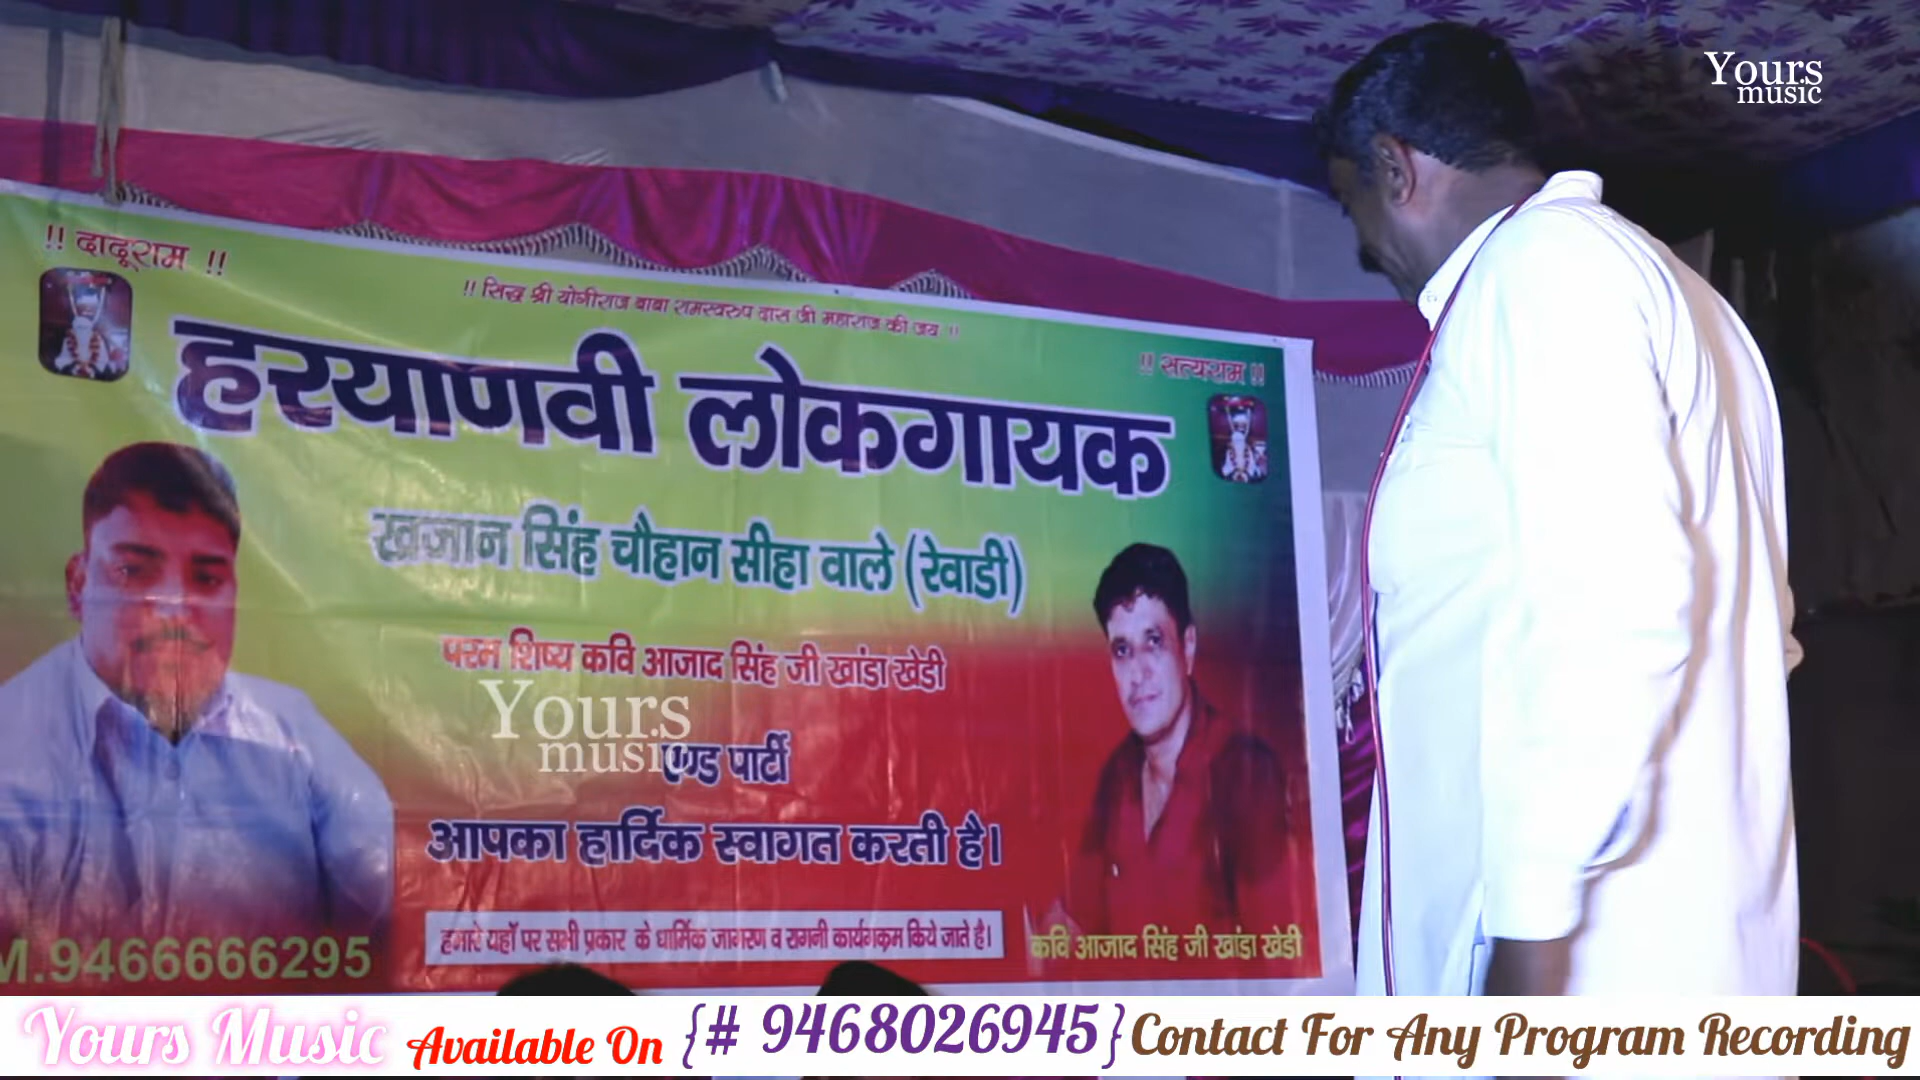 Yours
music
!! दादूराम !!
!! सिद्ध श्री योगीराज बाबा रामस्वरुप दास जी महाराज की जय !!
!! सत्यराम !!
हरयाणवी लोकगायक
खजान सिंह चौहान सीहा वाले (रेवाडी)
परम शिष्य कवि आजाद सिंह जी खांडा खेडी
Yours
music
एण्ड पार्टी
आपका हार्दिक स्वागत करती है।
हमारे यहाँ पर सभी प्रकार के धार्मिक जागरण व रागनी कार्यगक्रम किये जाते है।
कवि आजाद सिंह जी खांडा खेडी
M.9466666295
Yours Music Available On {# 9468026945} Contact For Any Program Recording